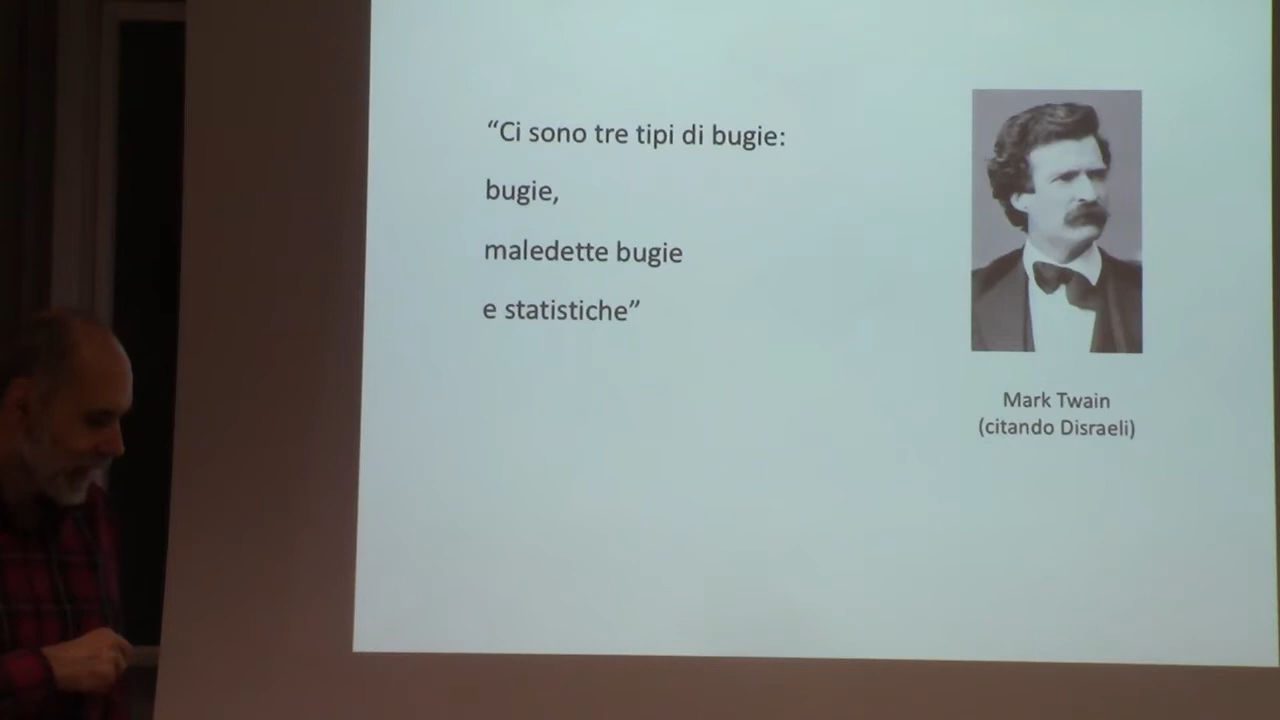 “Ci sono tre tipi di bugie:
bugie,
maledette bugie
e statistiche”
Mark Twain
(citando Disraeli)